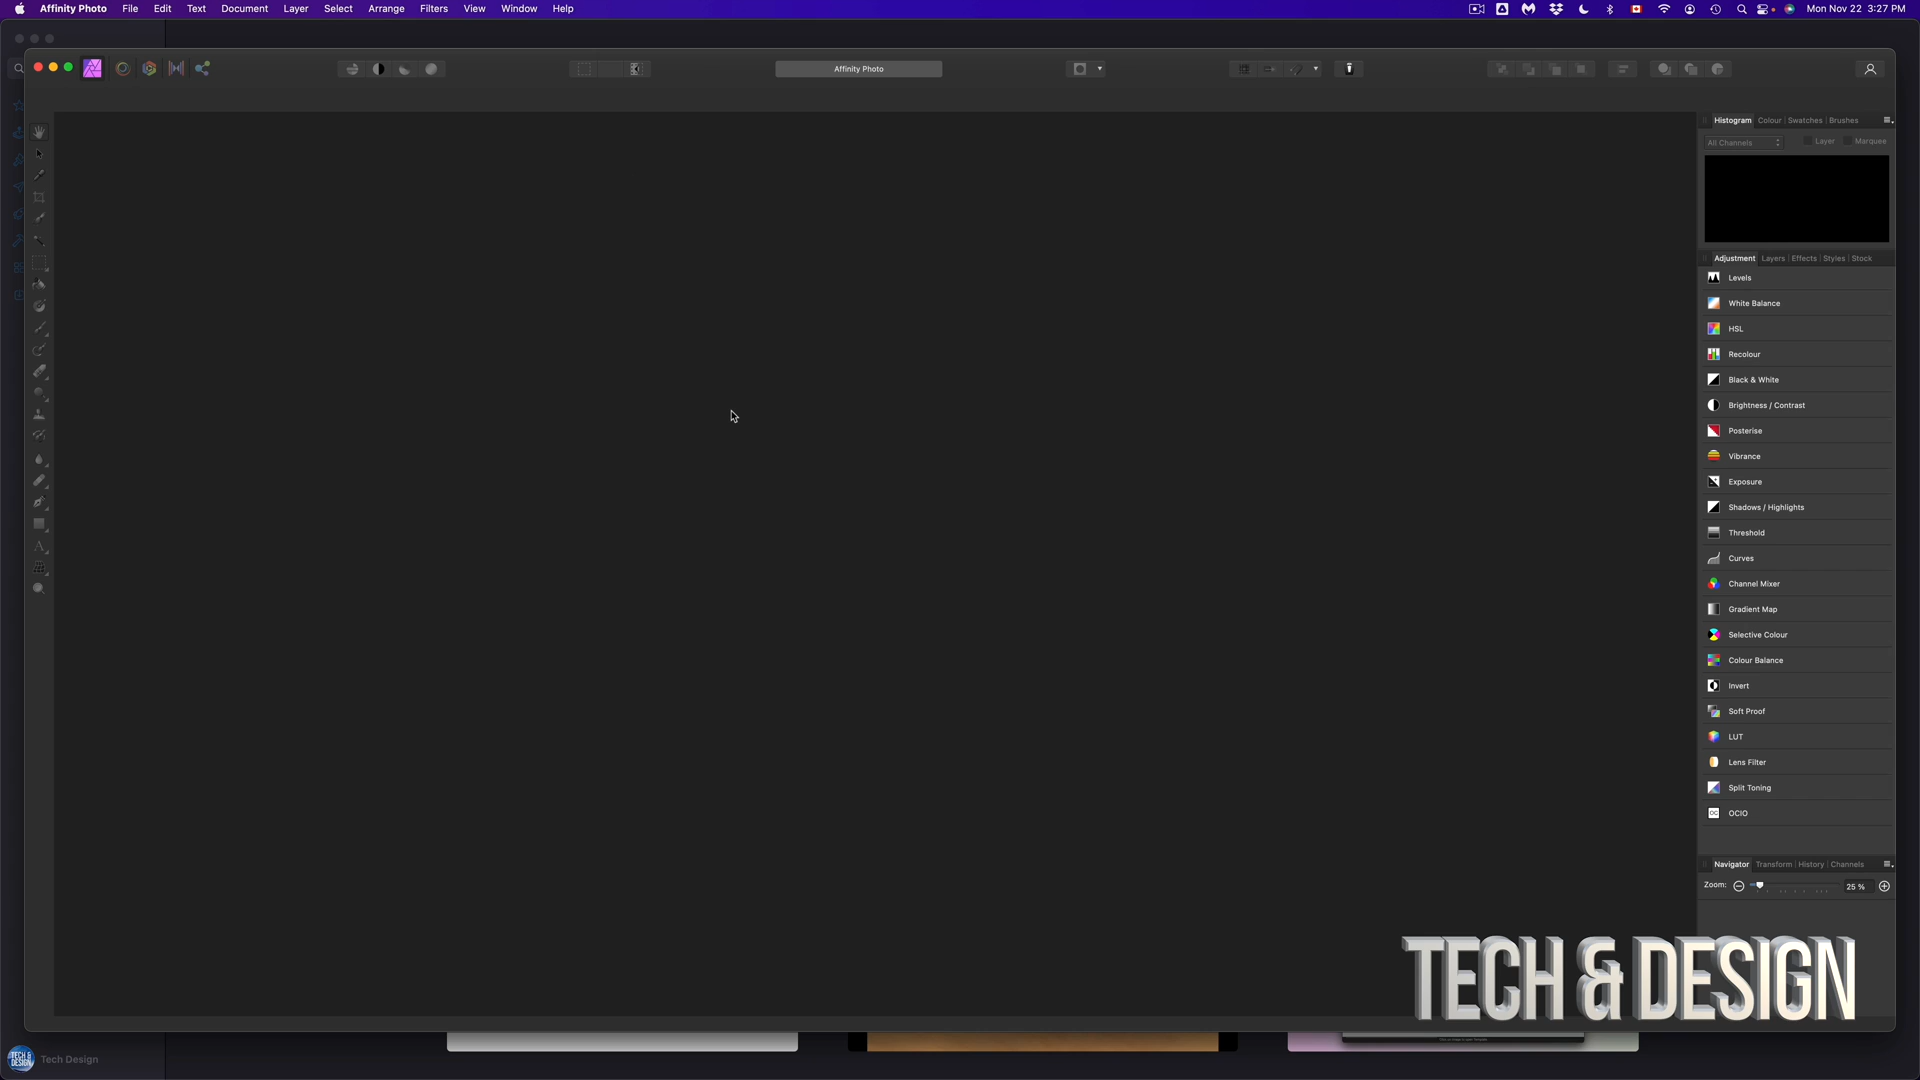 Affinity Photo File Edit Text Document Layer Select Arrange Filters View Window Help
Mon Nov 22 3:27 PM
Affinity Photo
Histogram Colour Swatches Brushes
All Channels Layer Marquee
Adjustment Layers Effects Styles Stock
Levels
White Balance
HSL
Recolour
Black & White
Brightness / Contrast
Posterise
Vibrance
Exposure
Shadows / Highlights
Threshold
Curves
Channel Mixer
Gradient Map
Selective Colour
Colour Balance
Invert
Soft Proof
LUT
Lens Filter
Split Toning
OCIO
Navigator Transform History Channels
Zoom: 25 %
TECH & DESIGN
TECH & DESIGN Tech Design